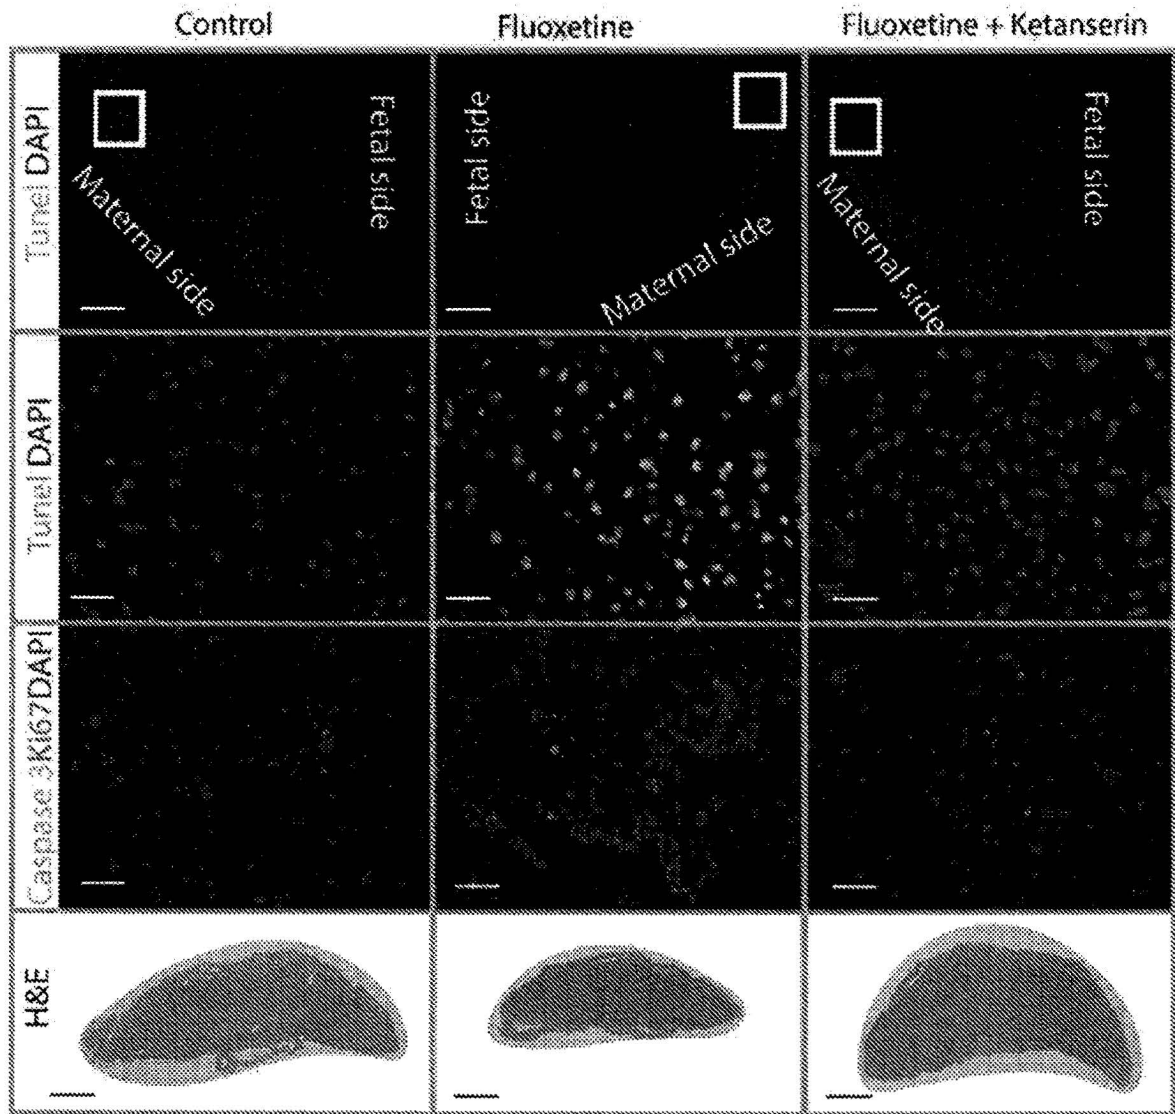 Control
Fluoxetine
Fluoxetine + Ketanserin
Tunel DAPI
Maternal side
Fetal side
Fetal side
Maternal side
Maternal side
Fetal side
Tunel DAPI
Caspase 3Ki67DAPI
H&E